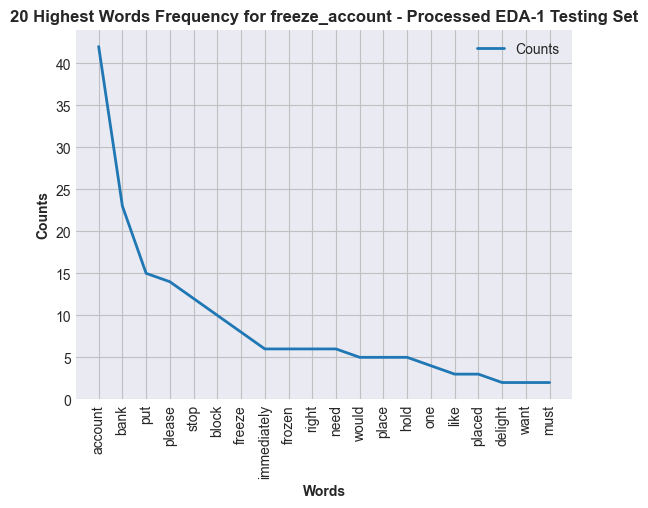 20 Highest Words Frequency for freeze_account - Processed EDA-1 Testing Set
Counts
40
35
30
25
20
15
10
5
0
Counts
account
bank
put
please
stop
block
freeze
immediately
frozen
right
need
would
place
hold
one
like
placed
delight
want
must
Words